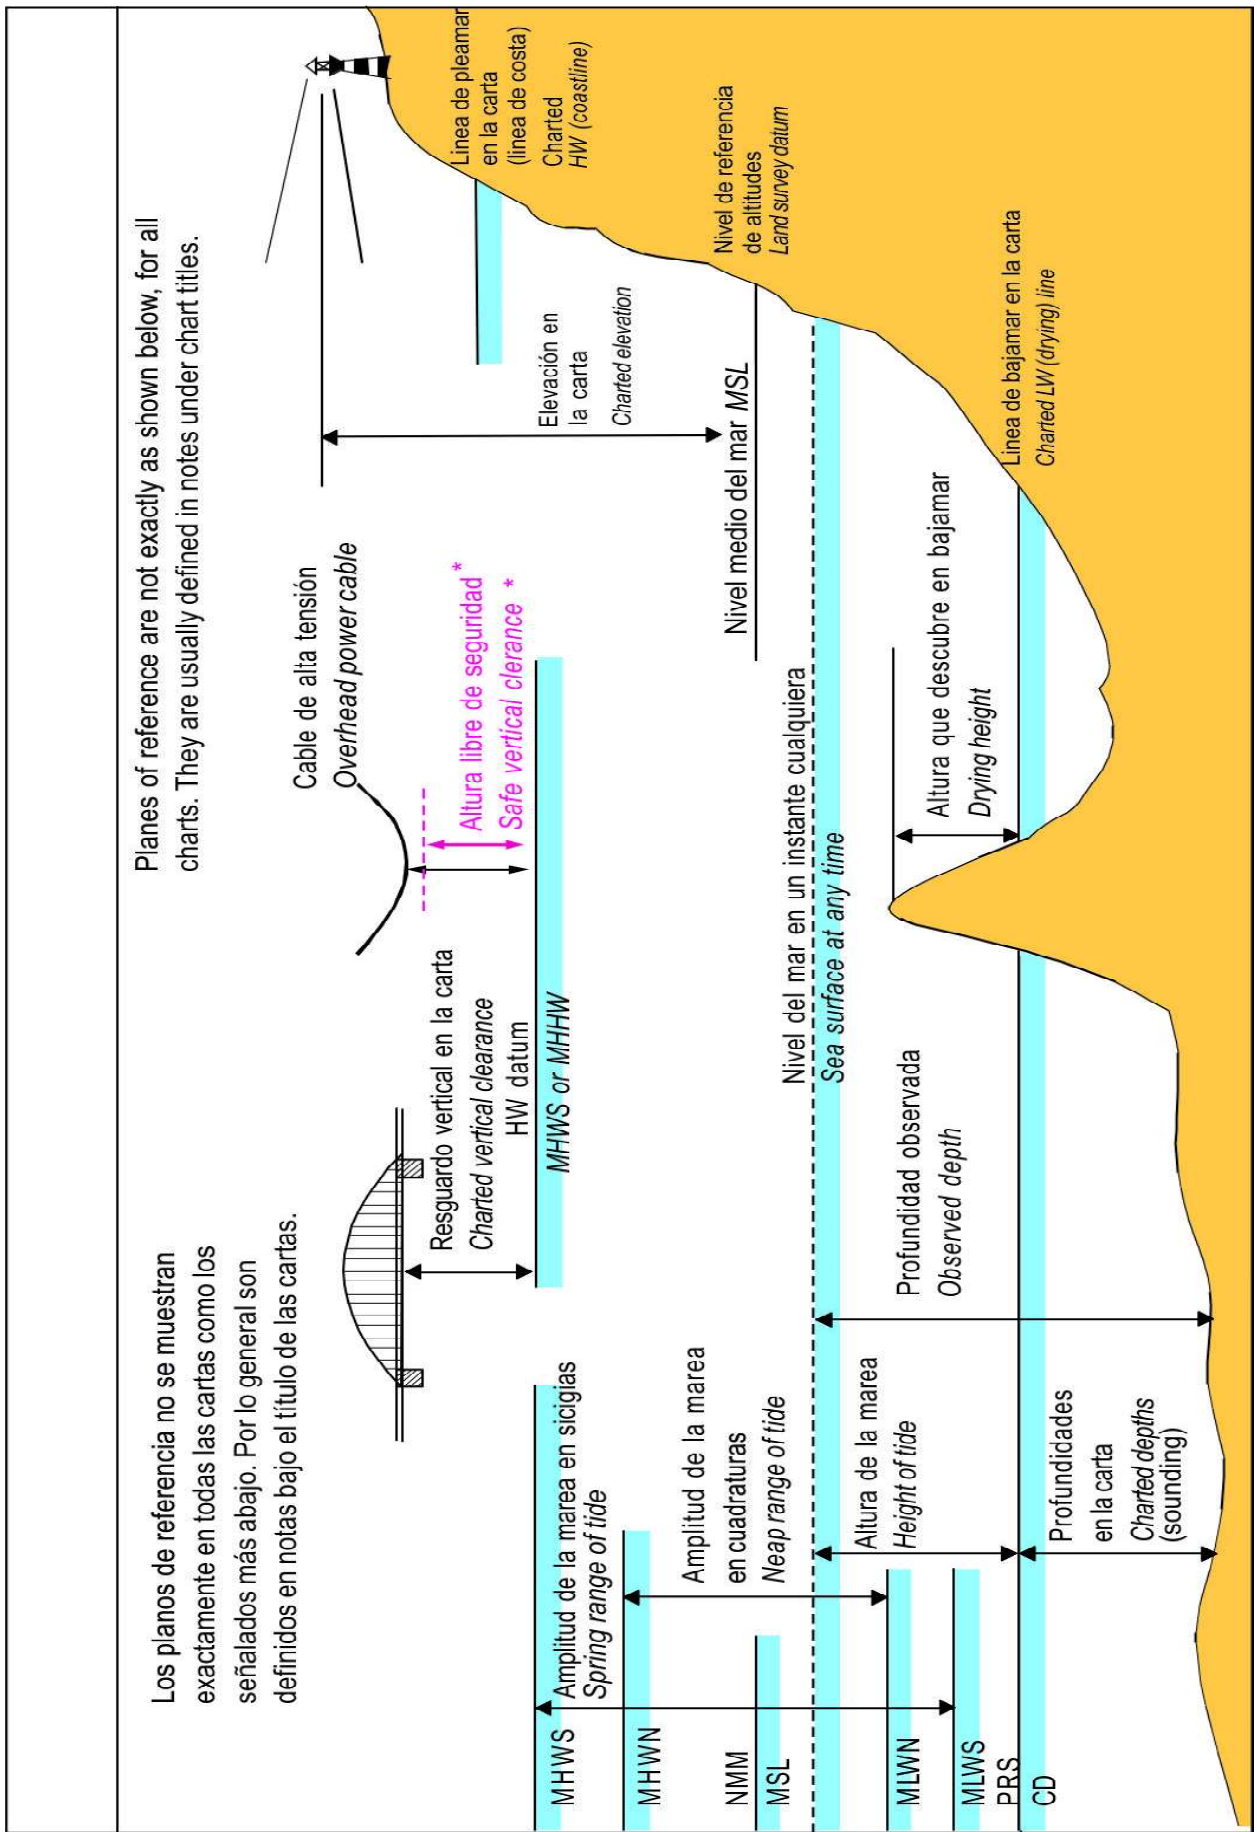 Los planos de referencia no se muestran
exactamente en todas las cartas como los
señalados más abajo. Por lo general son
definidos en notas bajo el título de las cartas.
Planes of reference are not exactly as shown below, for all
charts. They are usually defined in notes under chart titles.
Cable de alta tensión
Overhead power cable
Altura libre de seguridad *
Safe vertical clerance *
Resguardo vertical en la carta
Charted vertical clearance
HW datum
MHWS or MHHW
Linea de pleamar
en la carta
(linea de costa)
Charted
HW (coastline)
Elevación en
la carta
Charted elevation
Nivel de referencia
de altitudes
Land survey datum
Nivel medio del mar MSL
MHWS
Amplitud de la marea en sicigias
Spring range of tide
MHWN
Amplitud de la marea
en cuadraturas
Neap range of tide
NMM
MSL
Nivel del mar en un instante cualquiera
Sea surface at any time
Altura de la marea
Height of tide
MLWN
MLWS
PRS
CD
Profundidad observada
Observed depth
Altura que descubre en bajamar
Drying height
Linea de bajamar en la carta
Charted LW (drying) line
Profundidades
en la carta
Charted depths
(sounding)